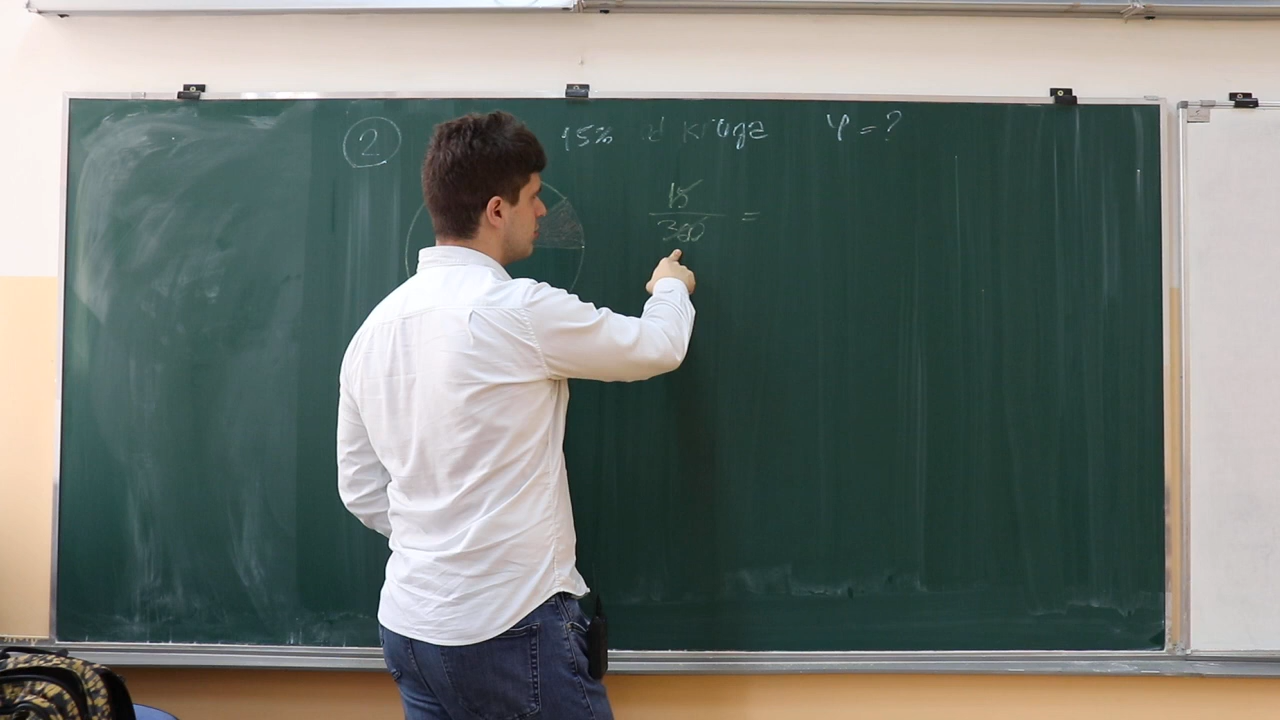 2 15% od kruga φ = ?
15
360 =